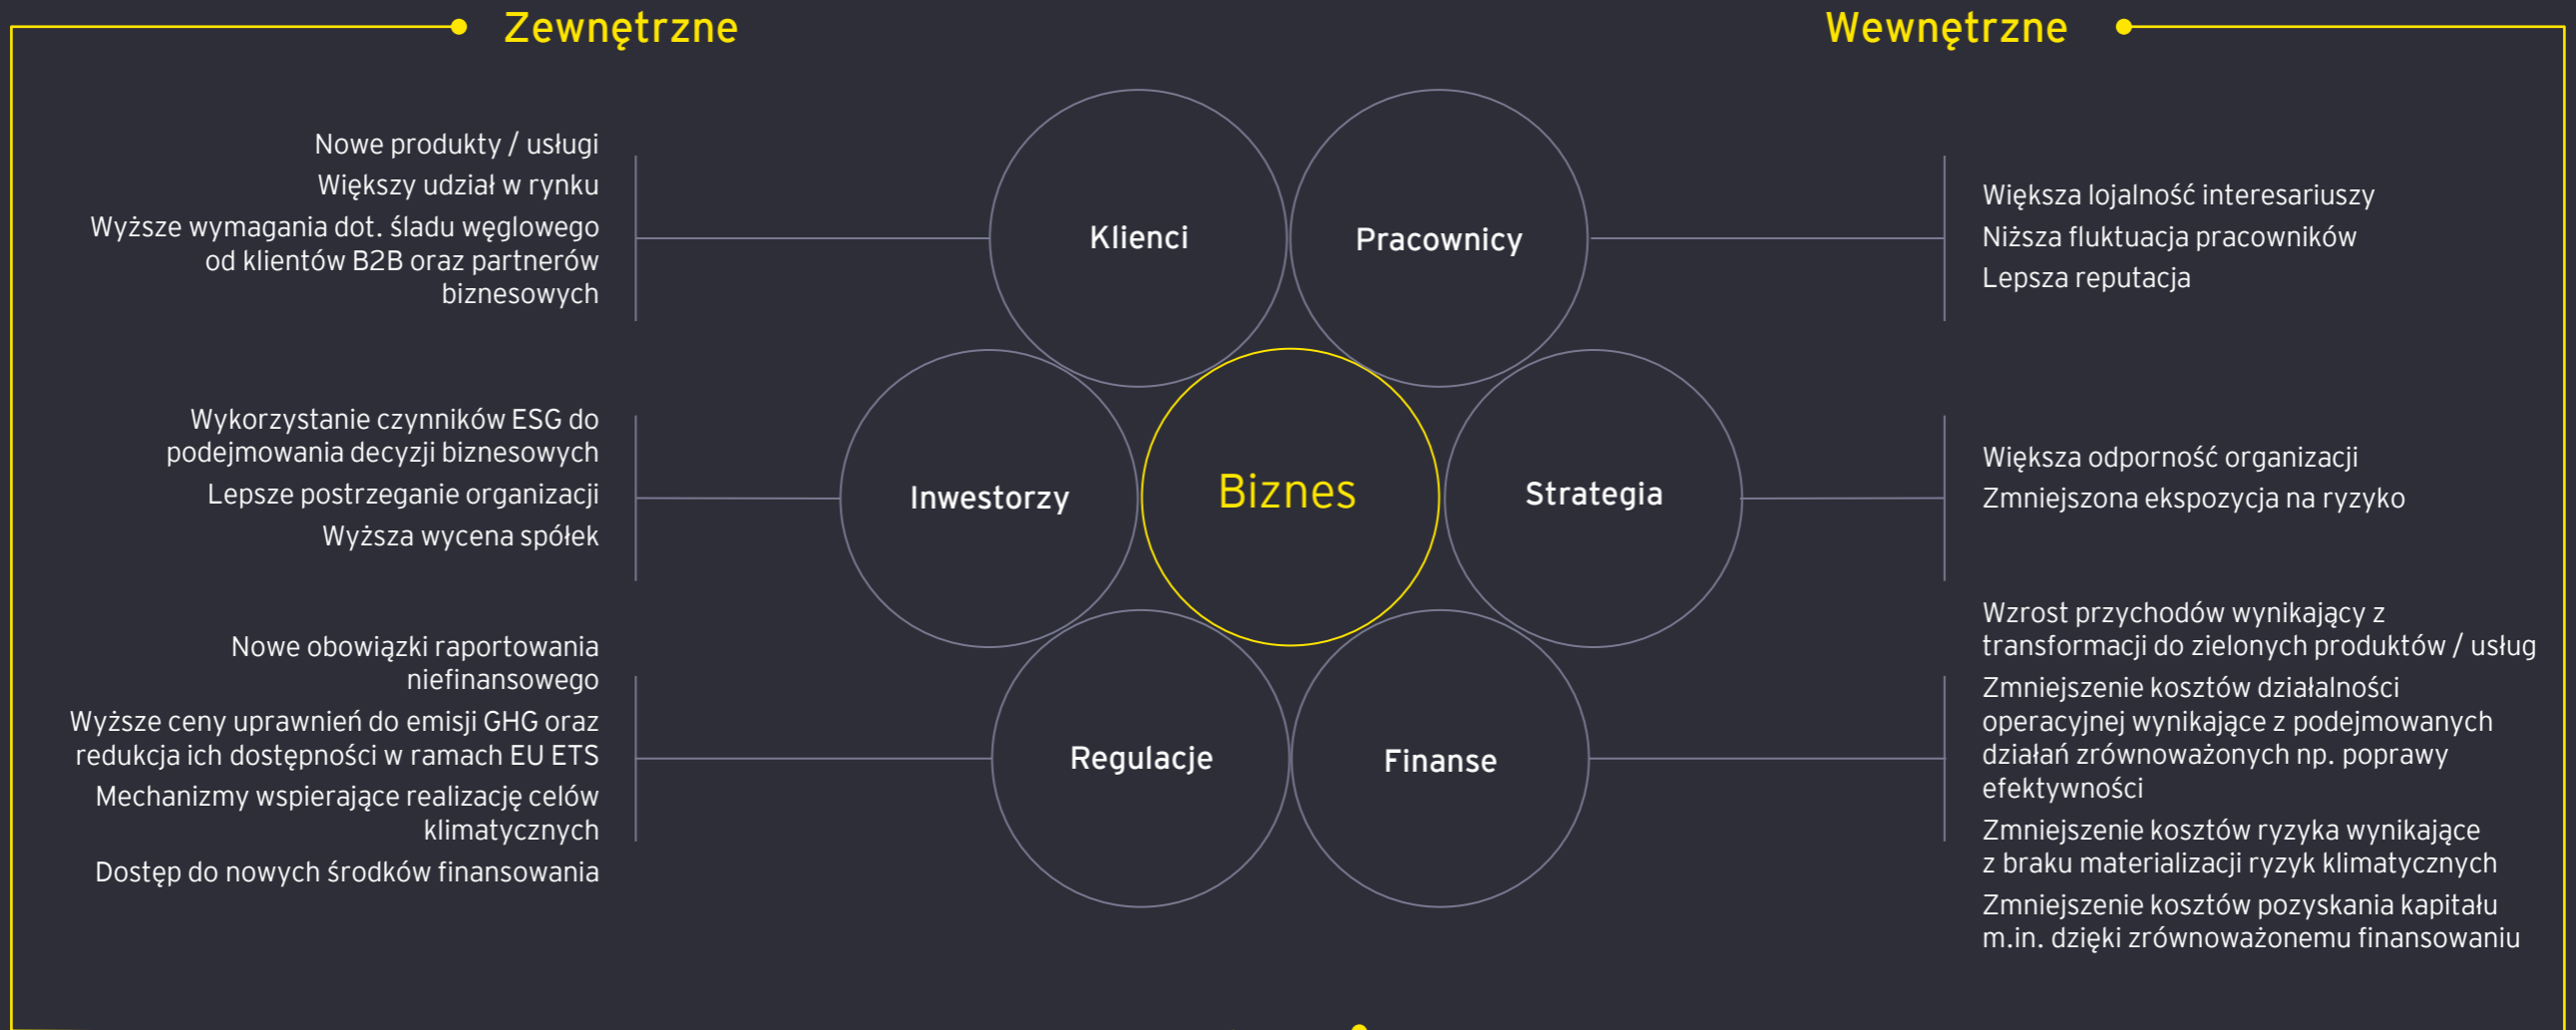 Zewnętrzne
Wewnętrzne
Nowe produkty / usługi
Większy udział w rynku
Wyższe wymagania dot. śladu węglowego
od klientów B2B oraz partnerów
biznesowych
Klienci
Pracownicy
Większa lojalność interesariuszy
Niższa fluktuacja pracowników
Lepsza reputacja
Wykorzystanie czynników ESG do
podejmowania decyzji biznesowych
Lepsze postrzeganie organizacji
Wyższa wycena spółek
Inwestorzy
Biznes
Strategia
Większa odporność organizacji
Zmniejszona ekspozycja na ryzyko
Nowe obowiązki raportowania
niefinansowego
Wyższe ceny uprawnień do emisji GHG oraz
redukcja ich dostępności w ramach EU ETS
Mechanizmy wspierające realizację celów
klimatycznych
Dostęp do nowych środków finansowania
Regulacje
Finanse
Wzrost przychodów wynikający z
transformacji do zielonych produktów / usług
Zmniejszenie kosztów działalności
operacyjnej wynikające z podejmowanych
działań zrównoważonych np. poprawy
efektywności
Zmniejszenie kosztów ryzyka wynikające
z braku materializacji ryzyk klimatycznych
Zmniejszenie kosztów pozyskania kapitału
m.in. dzięki zrównoważonemu finansowaniu